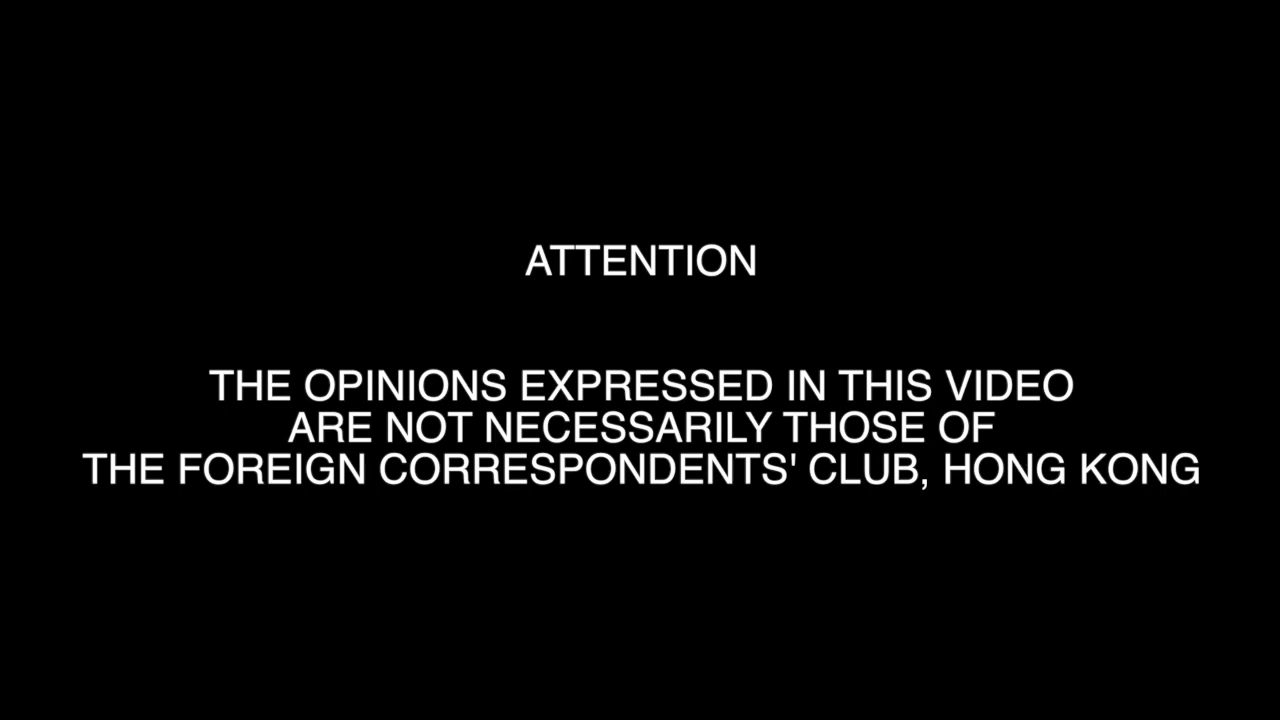 ATTENTION
THE OPINIONS EXPRESSED IN THIS VIDEO
ARE NOT NECESSARILY THOSE OF
THE FOREIGN CORRESPONDENTS' CLUB, HONG KONG